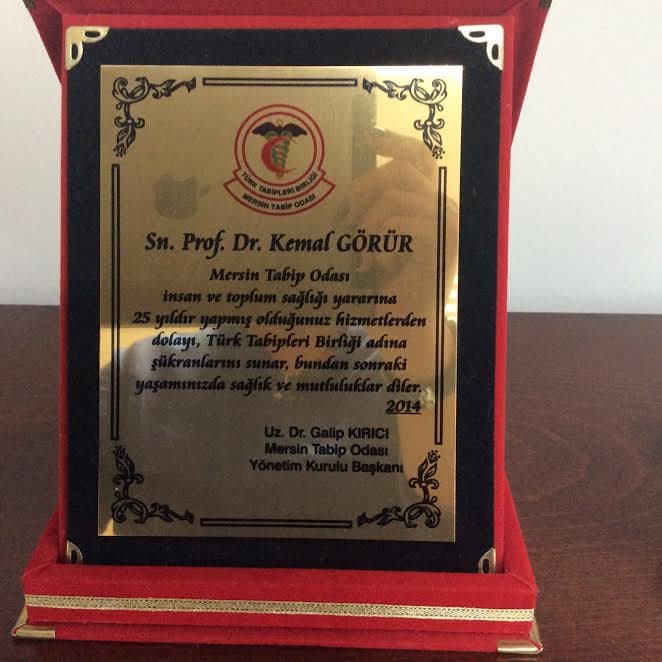 TÜRK TABİPLERİ BİRLİĞİ
MERSİN TABİP ODASI
Sn. Prof. Dr. Kemal GÖRÜR
Mersin Tabip Odası
insan ve toplum sağlığı yararına
25 yıldır yapmış olduğunuz hizmetlerden
dolayı, Türk Tabipleri Birliği adına
şükranlarını sunar, bundan sonraki
yaşamınızda sağlık ve mutluluklar diler.
2014
Uz. Dr. Galip KIRICI
Mersin Tabip Odası
Yönetim Kurulu Başkanı